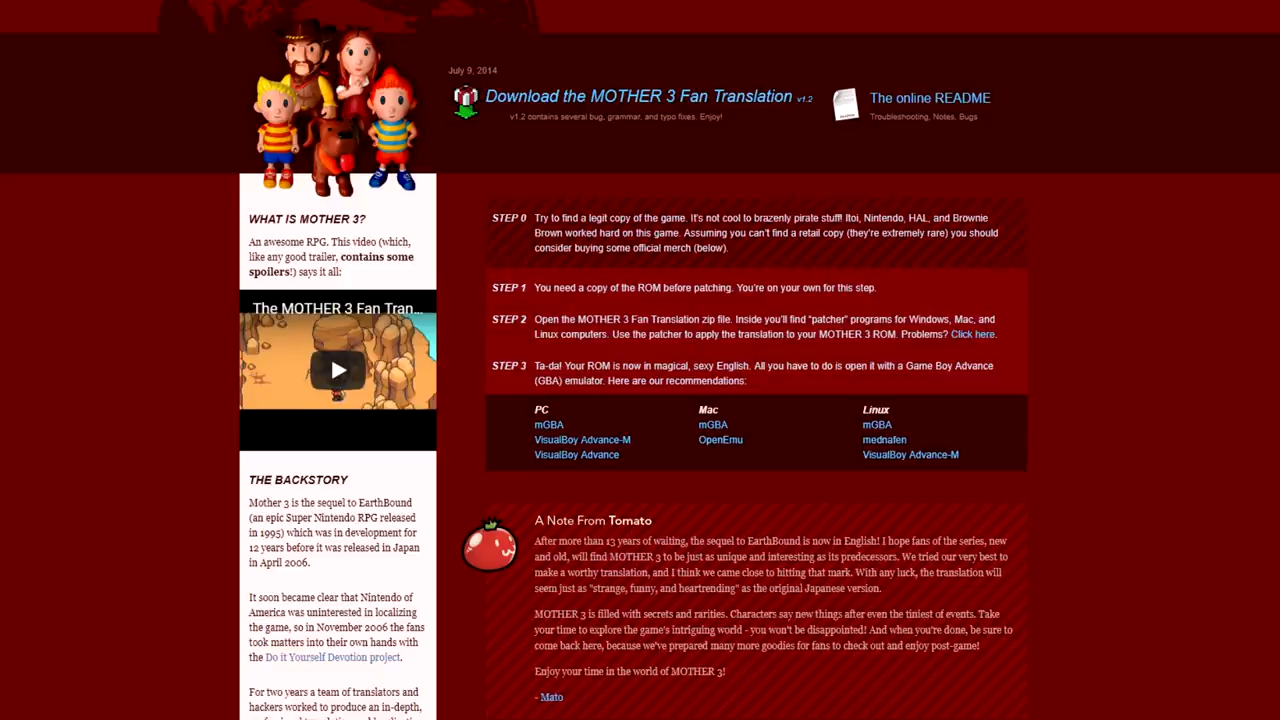 July 9, 2014
Download the MOTHER 3 Fan Translation v1.2
v1.2 contains several bug, grammar, and typo fixes. Enjoy!
The online README
Troubleshooting, Notes, Bugs
WHAT IS MOTHER 3?
An awesome RPG. This video (which,
like any good trailer, contains some
spoilers!) says it all:
The MOTHER 3 Fan Tran...
THE BACKSTORY
Mother 3 is the sequel to EarthBound
(an epic Super Nintendo RPG released
in 1995) which was in development for
12 years before it was released in Japan
in April 2006.
It soon became clear that Nintendo of
America was uninterested in localizing
the game, so in November 2006 the fans
took matters into their own hands with
the Do it Yourself Devotion project.
For two years a team of translators and
hackers worked to produce an in-depth,
STEP 0 Try to find a legit copy of the game. It's not cool to brazenly pirate stuff! Itoi, Nintendo, HAL, and Brownie
Brown worked hard on this game. Assuming you can't find a retail copy (they're extremely rare) you should
consider buying some official merch (below).
STEP 1 You need a copy of the ROM before patching. You're on your own for this step.
STEP 2 Open the MOTHER 3 Fan Translation zip file. Inside you'll find "patcher" programs for Windows, Mac, and
Linux computers. Use the patcher to apply the translation to your MOTHER 3 ROM. Problems? Click here.
STEP 3 Ta-da! Your ROM is now in magical, sexy English. All you have to do is open it with a Game Boy Advance
(GBA) emulator. Here are our recommendations:
PC Mac Linux
mGBA mGBA mGBA
VisualBoy Advance-M OpenEmu mednafen
VisualBoy Advance VisualBoy Advance-M
A Note From Tomato
After more than 13 years of waiting, the sequel to EarthBound is now in English! I hope fans of the series, new
and old, will find MOTHER 3 to be just as unique and interesting as its predecessors. We tried our very best to
make a worthy translation, and I think we came close to hitting that mark. With any luck, the translation will
seem just as "strange, funny, and heartrending" as the original Japanese version.
MOTHER 3 is filled with secrets and rarities. Characters say new things after even the tiniest of events. Take
your time to explore the game's intriguing world - you won't be disappointed! And when you're done, be sure to
come back here, because we've prepared many more goodies for fans to check out and enjoy post-game!
Enjoy your time in the world of MOTHER 3!
- Mato